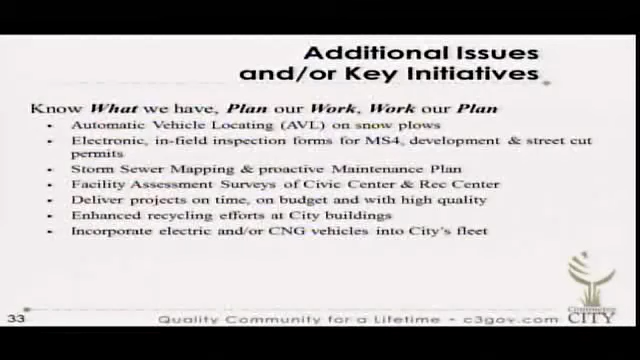 Additional Issues
and/or Key Initiatives
Know What we have, Plan our Work, Work our Plan
• Automatic Vehicle Locating (AVL) on snow plows
• Electronic, in-field inspection forms for MS4, development & street cut
permits
• Storm Sewer Mapping & proactive Maintenance Plan
• Facility Assessment Surveys of Civic Center & Rec Center
• Deliver projects on time, on budget and with high quality
• Enhanced recycling efforts at City buildings
• Incorporate electric and/or CNG vehicles into City's fleet
CITY
33
Quality Community for a Lifetime - c3gov.com